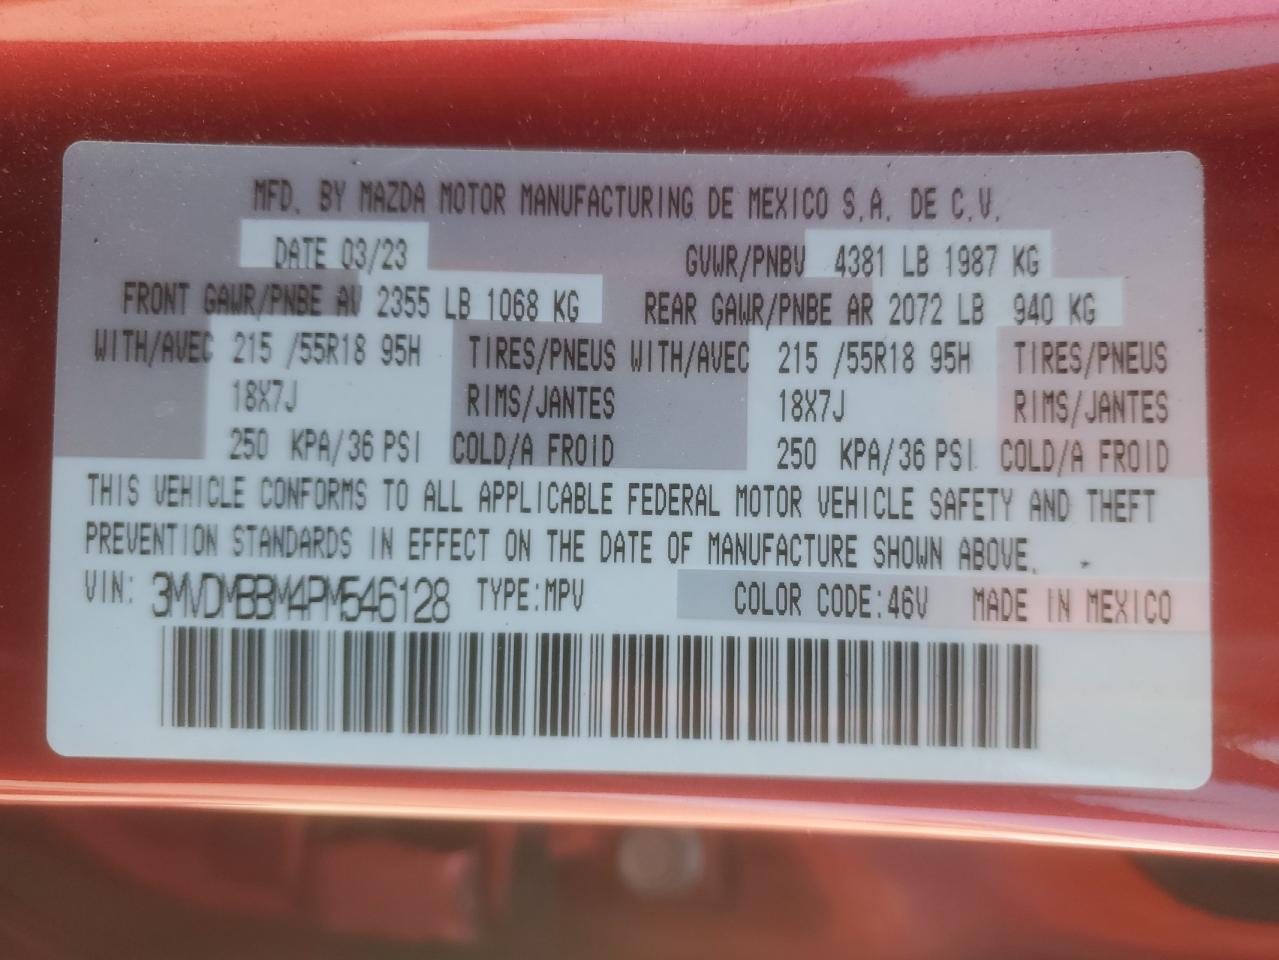 MFD. BY MAZDA MOTOR MANUFACTURING DE MEXICO S.A. DE C.V.
DATE 03/23 GVWR/PNBV 4381 LB 1987 KG
FRONT GAWR/PNBE AV 2355 LB 1068 KG REAR GAWR/PNBE AR 2072 LB 940 KG
WITH/AVEC 215 /55R18 95H TIRES/PNEUS WITH/AVEC 215 /55R18 95H TIRES/PNEUS
18X7J RIMS/JANTES 18X7J RIMS/JANTES
250 KPA/36 PSI COLD/A FROID 250 KPA/36 PSI COLD/A FROID
THIS VEHICLE CONFORMS TO ALL APPLICABLE FEDERAL MOTOR VEHICLE SAFETY AND THEFT
PREVENTION STANDARDS IN EFFECT ON THE DATE OF MANUFACTURE SHOWN ABOVE.
VIN: 3MVDMBBM4PM546128 TYPE:MPV COLOR CODE:46V MADE IN MEXICO